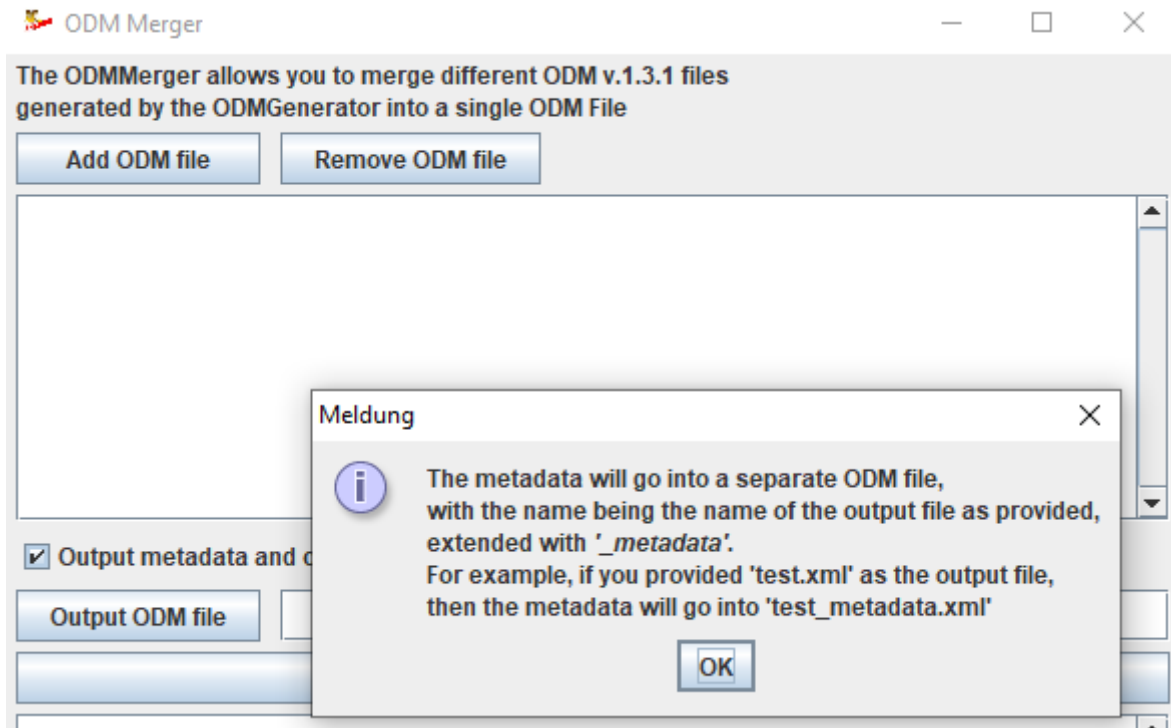 ODM Merger
The ODMMerger allows you to merge different ODM v.1.3.1 files
generated by the ODMGenerator into a single ODM File
Add ODM file Remove ODM file
Meldung
The metadata will go into a separate ODM file,
with the name being the name of the output file as provided,
extended with '_metadata'.
For example, if you provided 'test.xml' as the output file,
then the metadata will go into 'test_metadata.xml'
OK
Output metadata and
Output ODM file